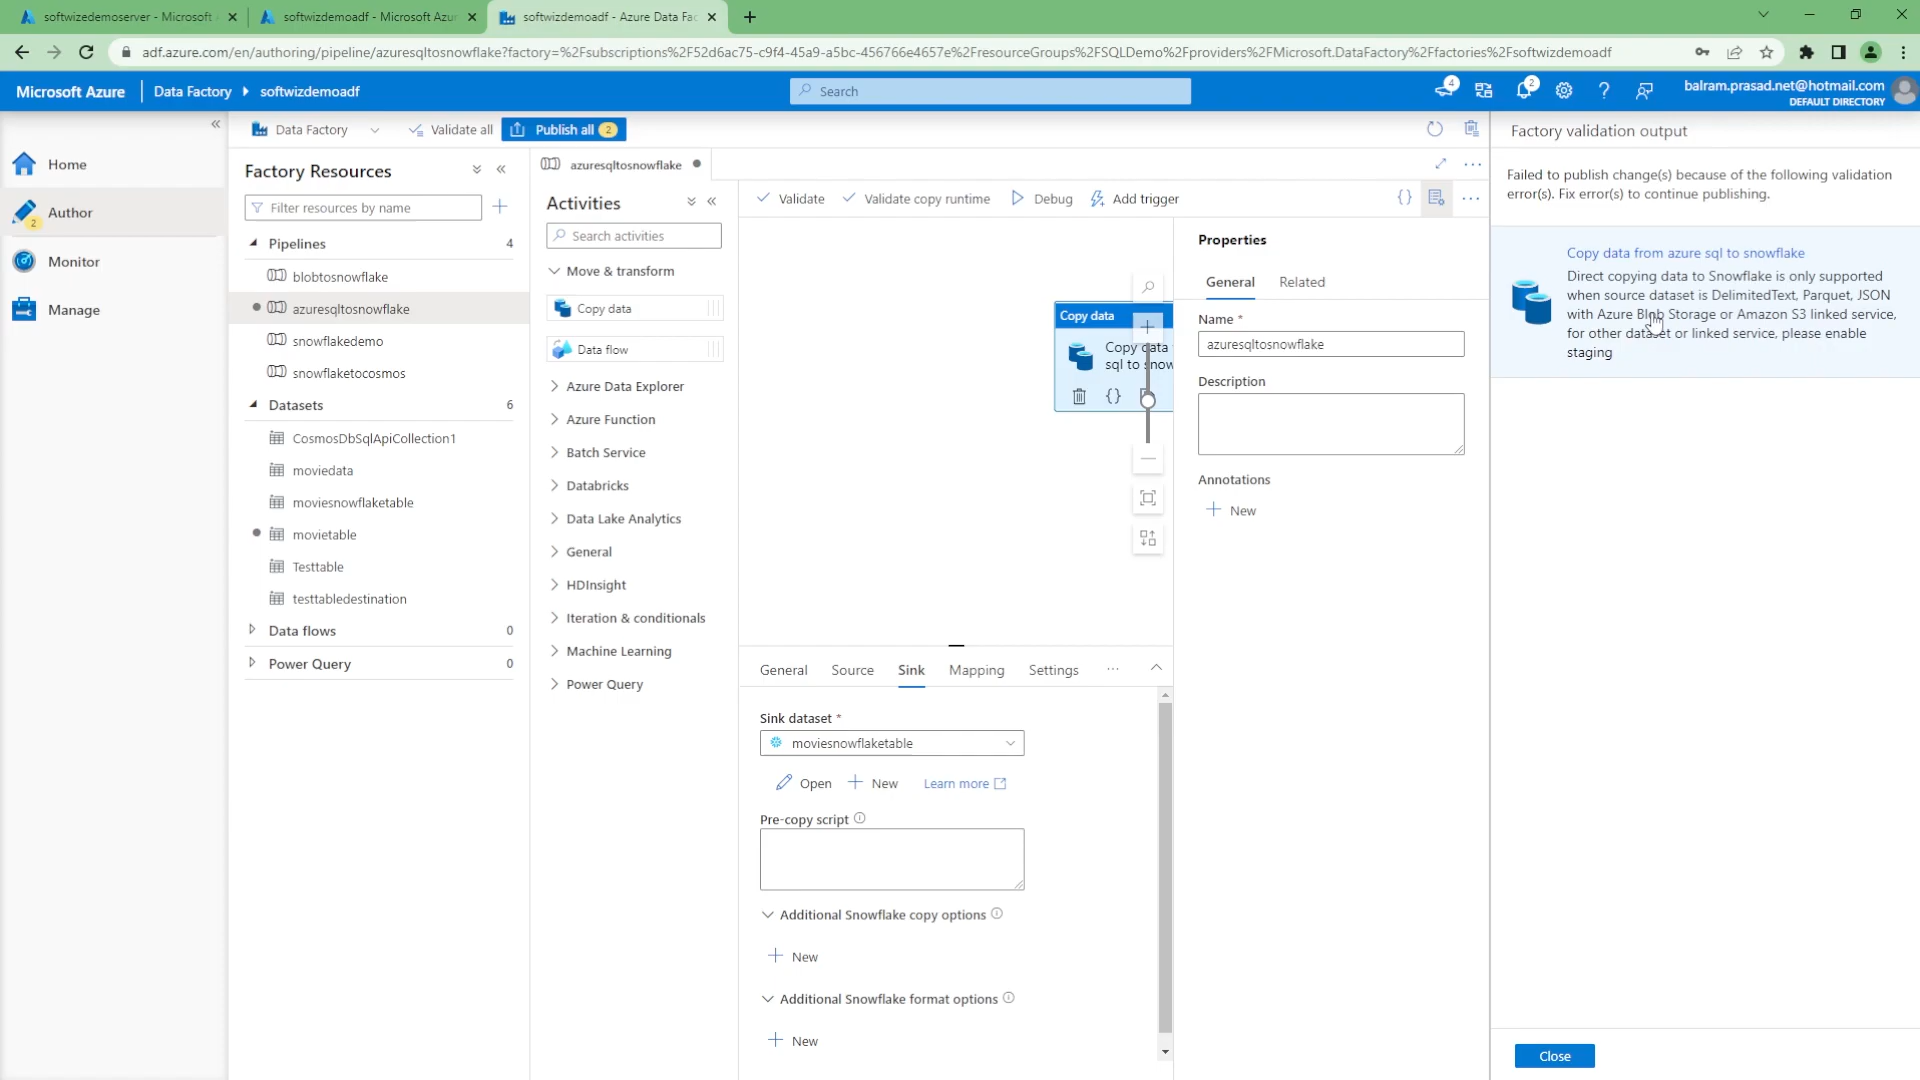 softwizedemoserver - Microsoft
softwizdemoadf - Microsoft Azu
softwizdemoadf - Azure Data Fac
adf.azure.com/en/authoring/pipeline/azuresqltosnowflake?factory=%2Fsubscriptions%2F52d6ac75-c9f4-45a9-a5bc-456766e4657e%2FresourceGroups%2FSQLDemo%2Fproviders%2FMicrosoft.DataFactory%2Ffactories%2Fsoftwizdemoadf
Microsoft Azure
Data Factory
softwizdemoadf
Search
4
2
balram.prasad.net@hotmail.com
DEFAULT DIRECTORY
Home
Author
2
Monitor
Manage
Data Factory
Validate all
Publish all 2
Factory Resources
Filter resources by name
Pipelines 4
blobtosnowflake
azuresqltosnowflake
snowflakedemo
snowflaketocosmos
Datasets 6
CosmosDbSqlApiCollection1
moviedata
moviesnowflaketable
movietable
Testtable
testtabledestination
Data flows 0
Power Query 0
azuresqltosnowflake
Activities
Search activities
Move & transform
Copy data
Data flow
Azure Data Explorer
Azure Function
Batch Service
Databricks
Data Lake Analytics
General
HDInsight
Iteration & conditionals
Machine Learning
Power Query
Validate
Validate copy runtime
Debug
Add trigger
Copy data
Copy data
sql to snow
General
Source
Sink
Mapping
Settings
Sink dataset *
moviesnowflaketable
Open
New
Learn more
Pre-copy script
Additional Snowflake copy options
New
Additional Snowflake format options
New
Properties
General
Related
Name *
azuresqltosnowflake
Description
Annotations
New
Factory validation output
Failed to publish change(s) because of the following validation
error(s). Fix error(s) to continue publishing.
Copy data from azure sql to snowflake
Direct copying data to Snowflake is only supported
when source dataset is DelimitedText, Parquet, JSON
with Azure Blob Storage or Amazon S3 linked service,
for other dataset or linked service, please enable
staging
Close